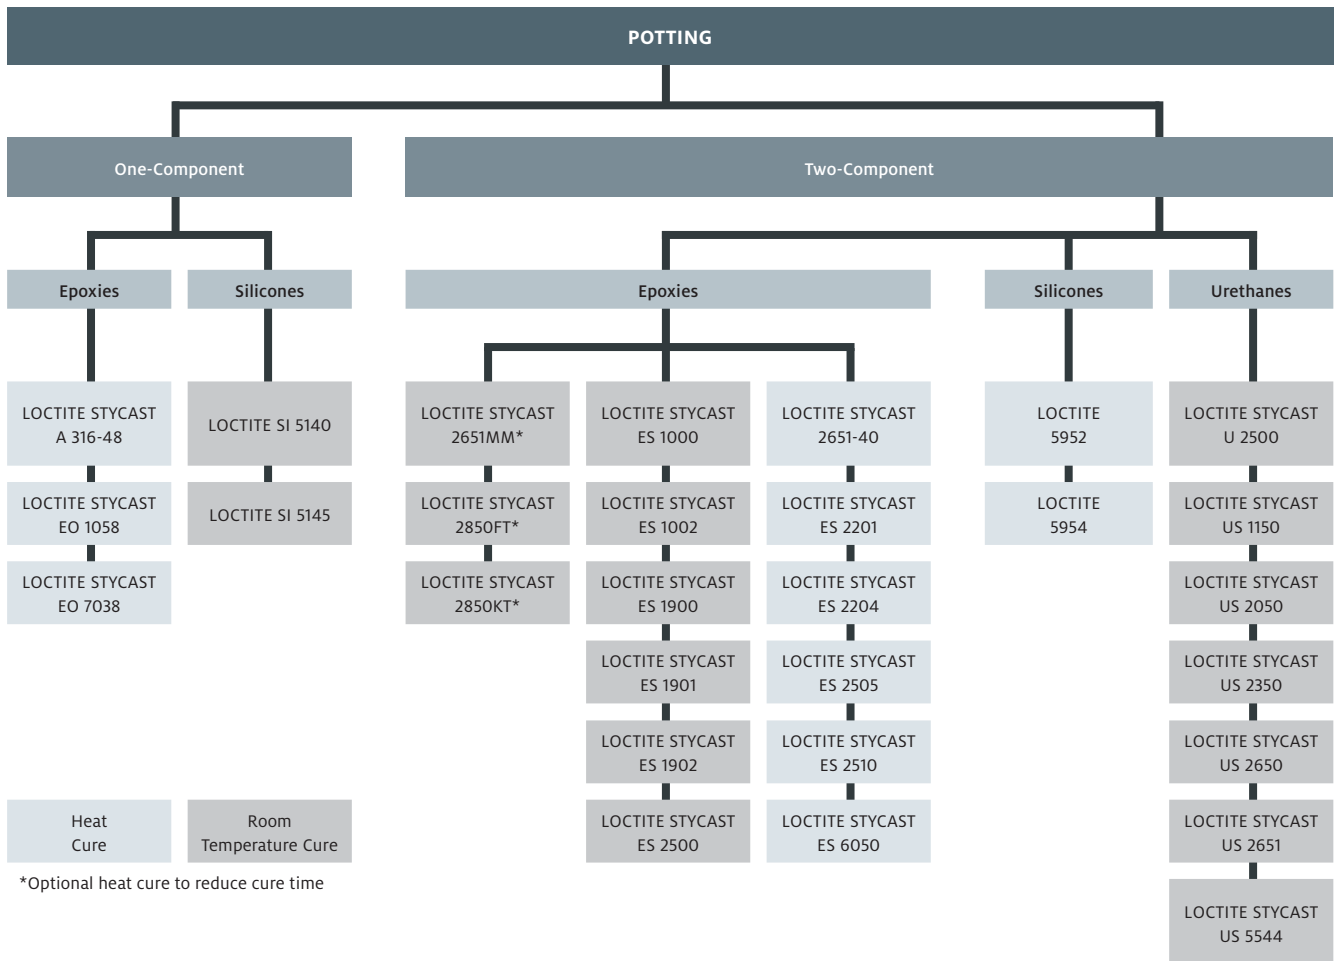 POTTING
One-Component
Two-Component
Epoxies
Silicones
Epoxies
Silicones
Urethanes
LOCTITE STYCAST
A 316-48
LOCTITE STYCAST
EO 1058
LOCTITE STYCAST
EO 7038
LOCTITE SI 5140
LOCTITE SI 5145
LOCTITE STYCAST
2651MM*
LOCTITE STYCAST
2850FT*
LOCTITE STYCAST
2850KT*
LOCTITE STYCAST
ES 1000
LOCTITE STYCAST
ES 1002
LOCTITE STYCAST
ES 1900
LOCTITE STYCAST
ES 1901
LOCTITE STYCAST
ES 1902
LOCTITE STYCAST
ES 2500
LOCTITE STYCAST
2651-40
LOCTITE STYCAST
ES 2201
LOCTITE STYCAST
ES 2204
LOCTITE STYCAST
ES 2505
LOCTITE STYCAST
ES 2510
LOCTITE STYCAST
ES 6050
LOCTITE
5952
LOCTITE
5954
LOCTITE STYCAST
U 2500
LOCTITE STYCAST
US 1150
LOCTITE STYCAST
US 2050
LOCTITE STYCAST
US 2350
LOCTITE STYCAST
US 2650
LOCTITE STYCAST
US 2651
LOCTITE STYCAST
US 5544
Heat
Cure
Room
Temperature Cure
*Optional heat cure to reduce cure time